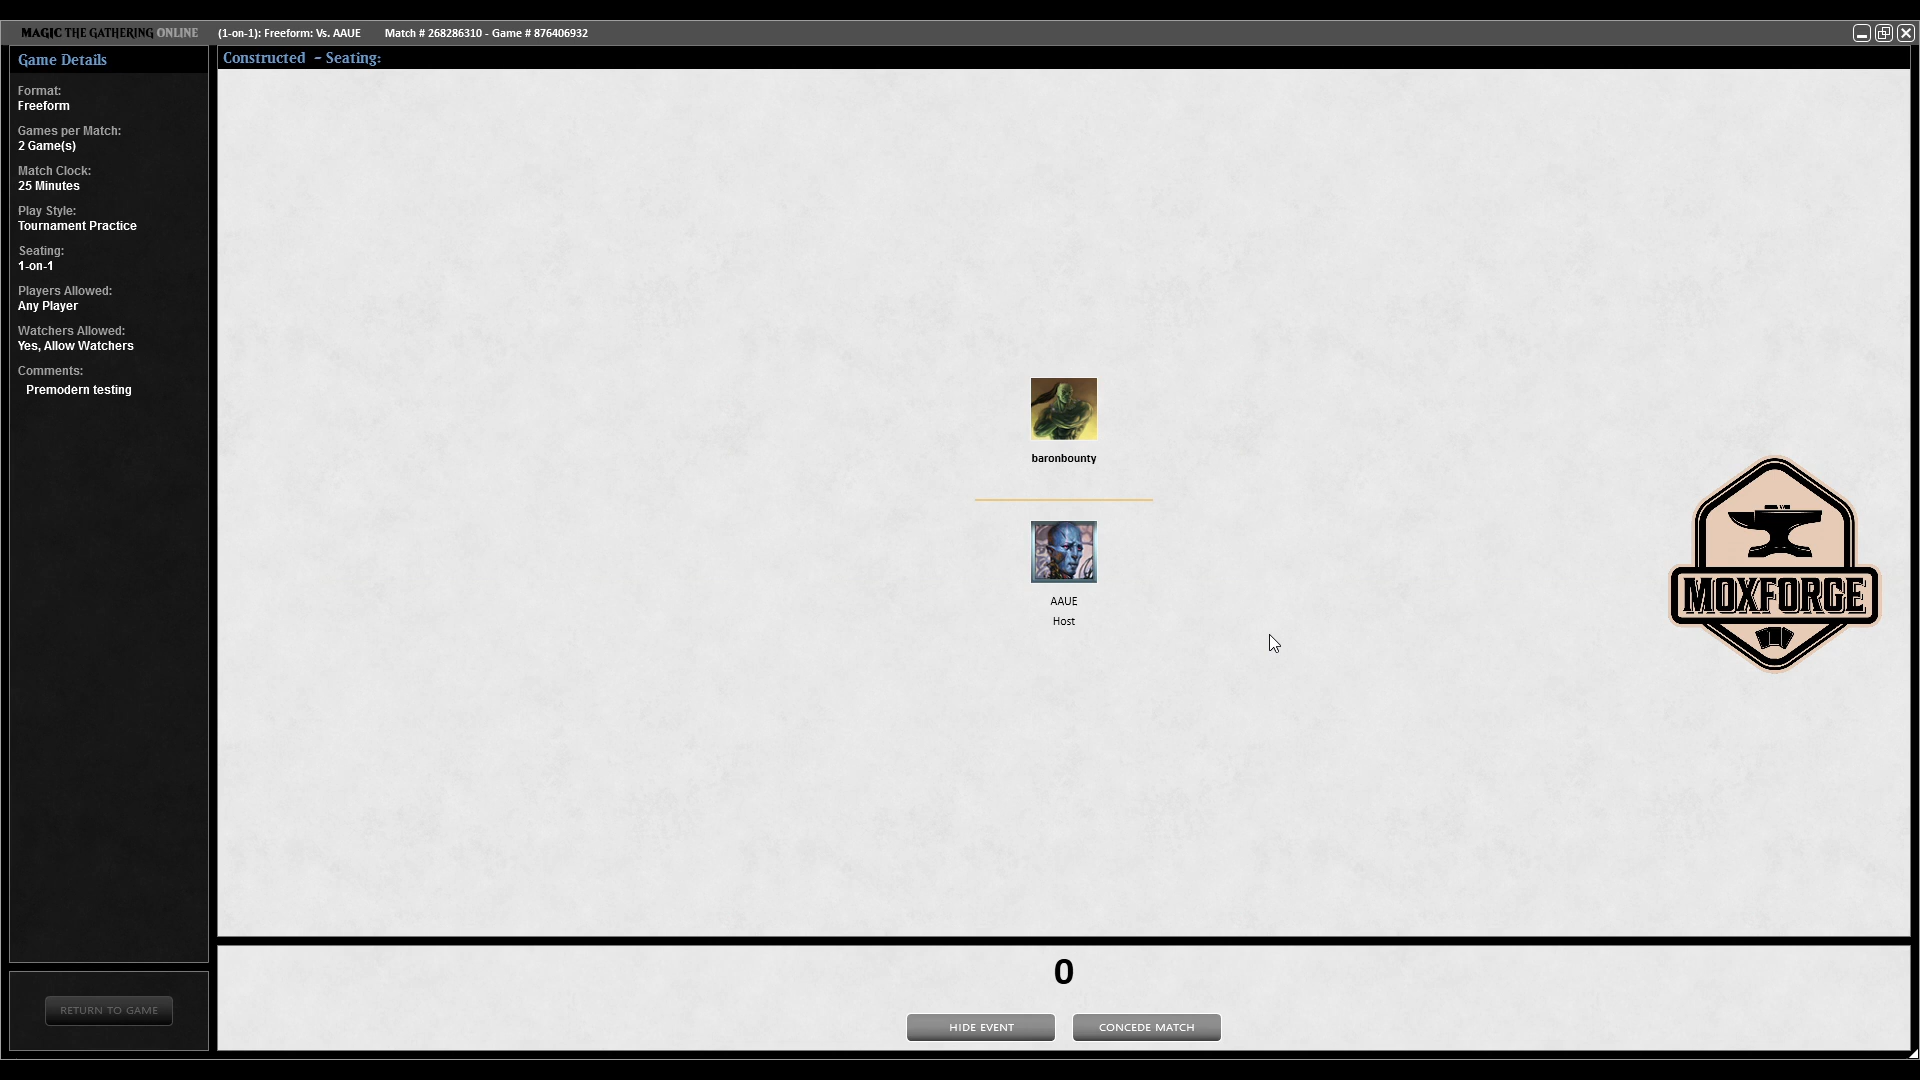 MAGIC THE GATHERING ONLINE (1-on-1): Freeform: Vs. AAUE Match # 268286310 - Game # 876406932
Game Details
Constructed - Seating:
Format:
Freeform
Games per Match:
2 Game(s)
Match Clock:
25 Minutes
Play Style:
Tournament Practice
Seating:
1-on-1
Players Allowed:
Any Player
Watchers Allowed:
Yes, Allow Watchers
Comments:
Premodern testing
baronbounty
AAUE
Host
MOXFORGE
0
RETURN TO GAME
HIDE EVENT
CONCEDE MATCH